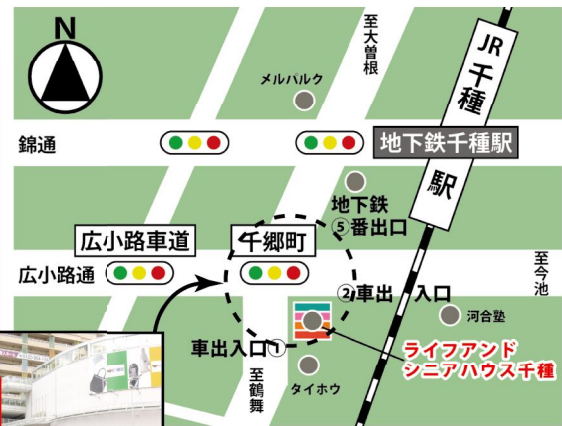 N
至大曽根
JR千種駅
メルパルク
錦通
地下鉄千種駅
地下鉄
⑤番出口
広小路車道
千郷町
広小路通
至今池
②車出入口
河合塾
車出入口①
ライフアンド
シニアハウス千種
至鶴舞
タイホウ